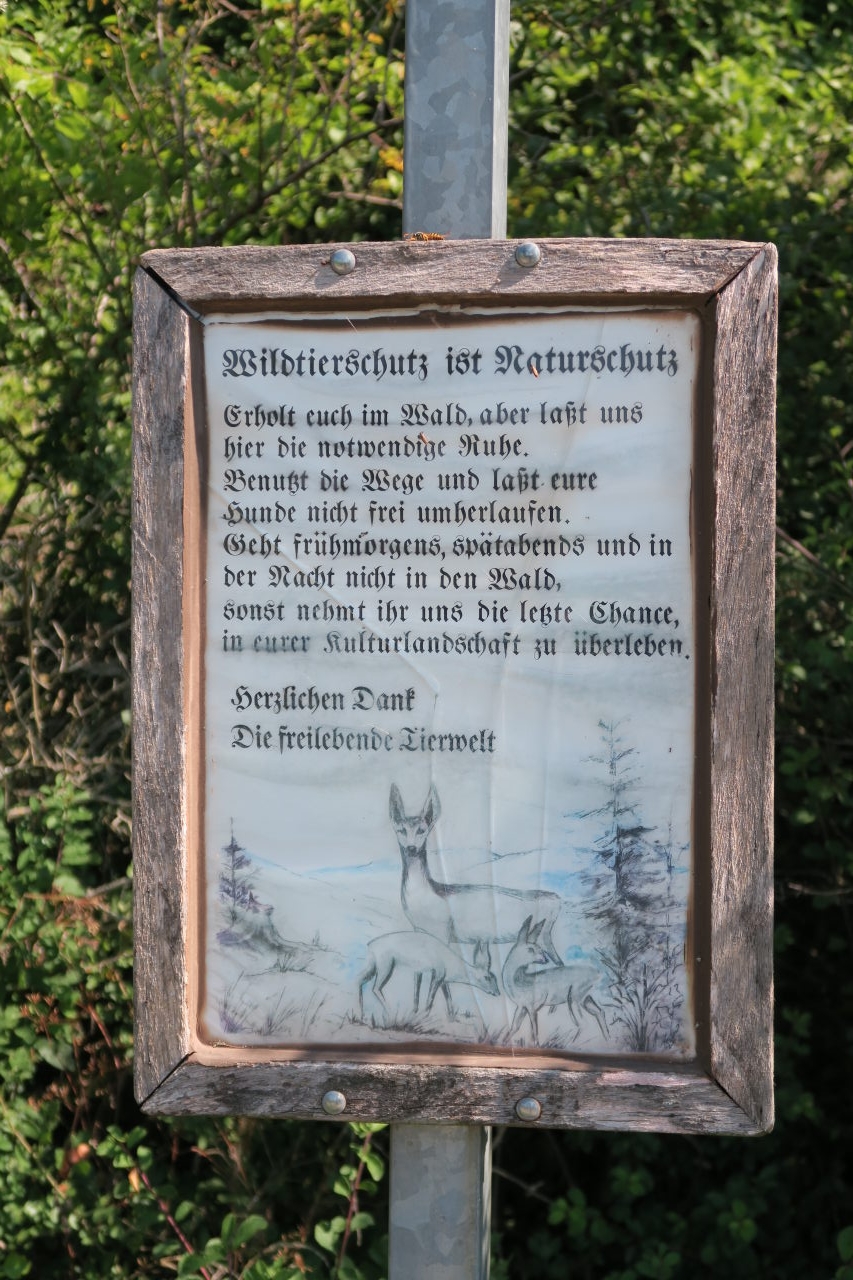 Wildtierschutz ist Naturschutz
Erholt euch im Wald, aber laßt uns
hier die notwendige Ruhe.
Benutzt die Wege und laßt eure
Hunde nicht frei umherlaufen.
Geht frühmorgens, spätabends und in
der Nacht nicht in den Wald,
sonst nehmt ihr uns die letzte Chance,
in eurer Kulturlandschaft zu überleben.
Herzlichen Dank
Die freilebende Tierwelt